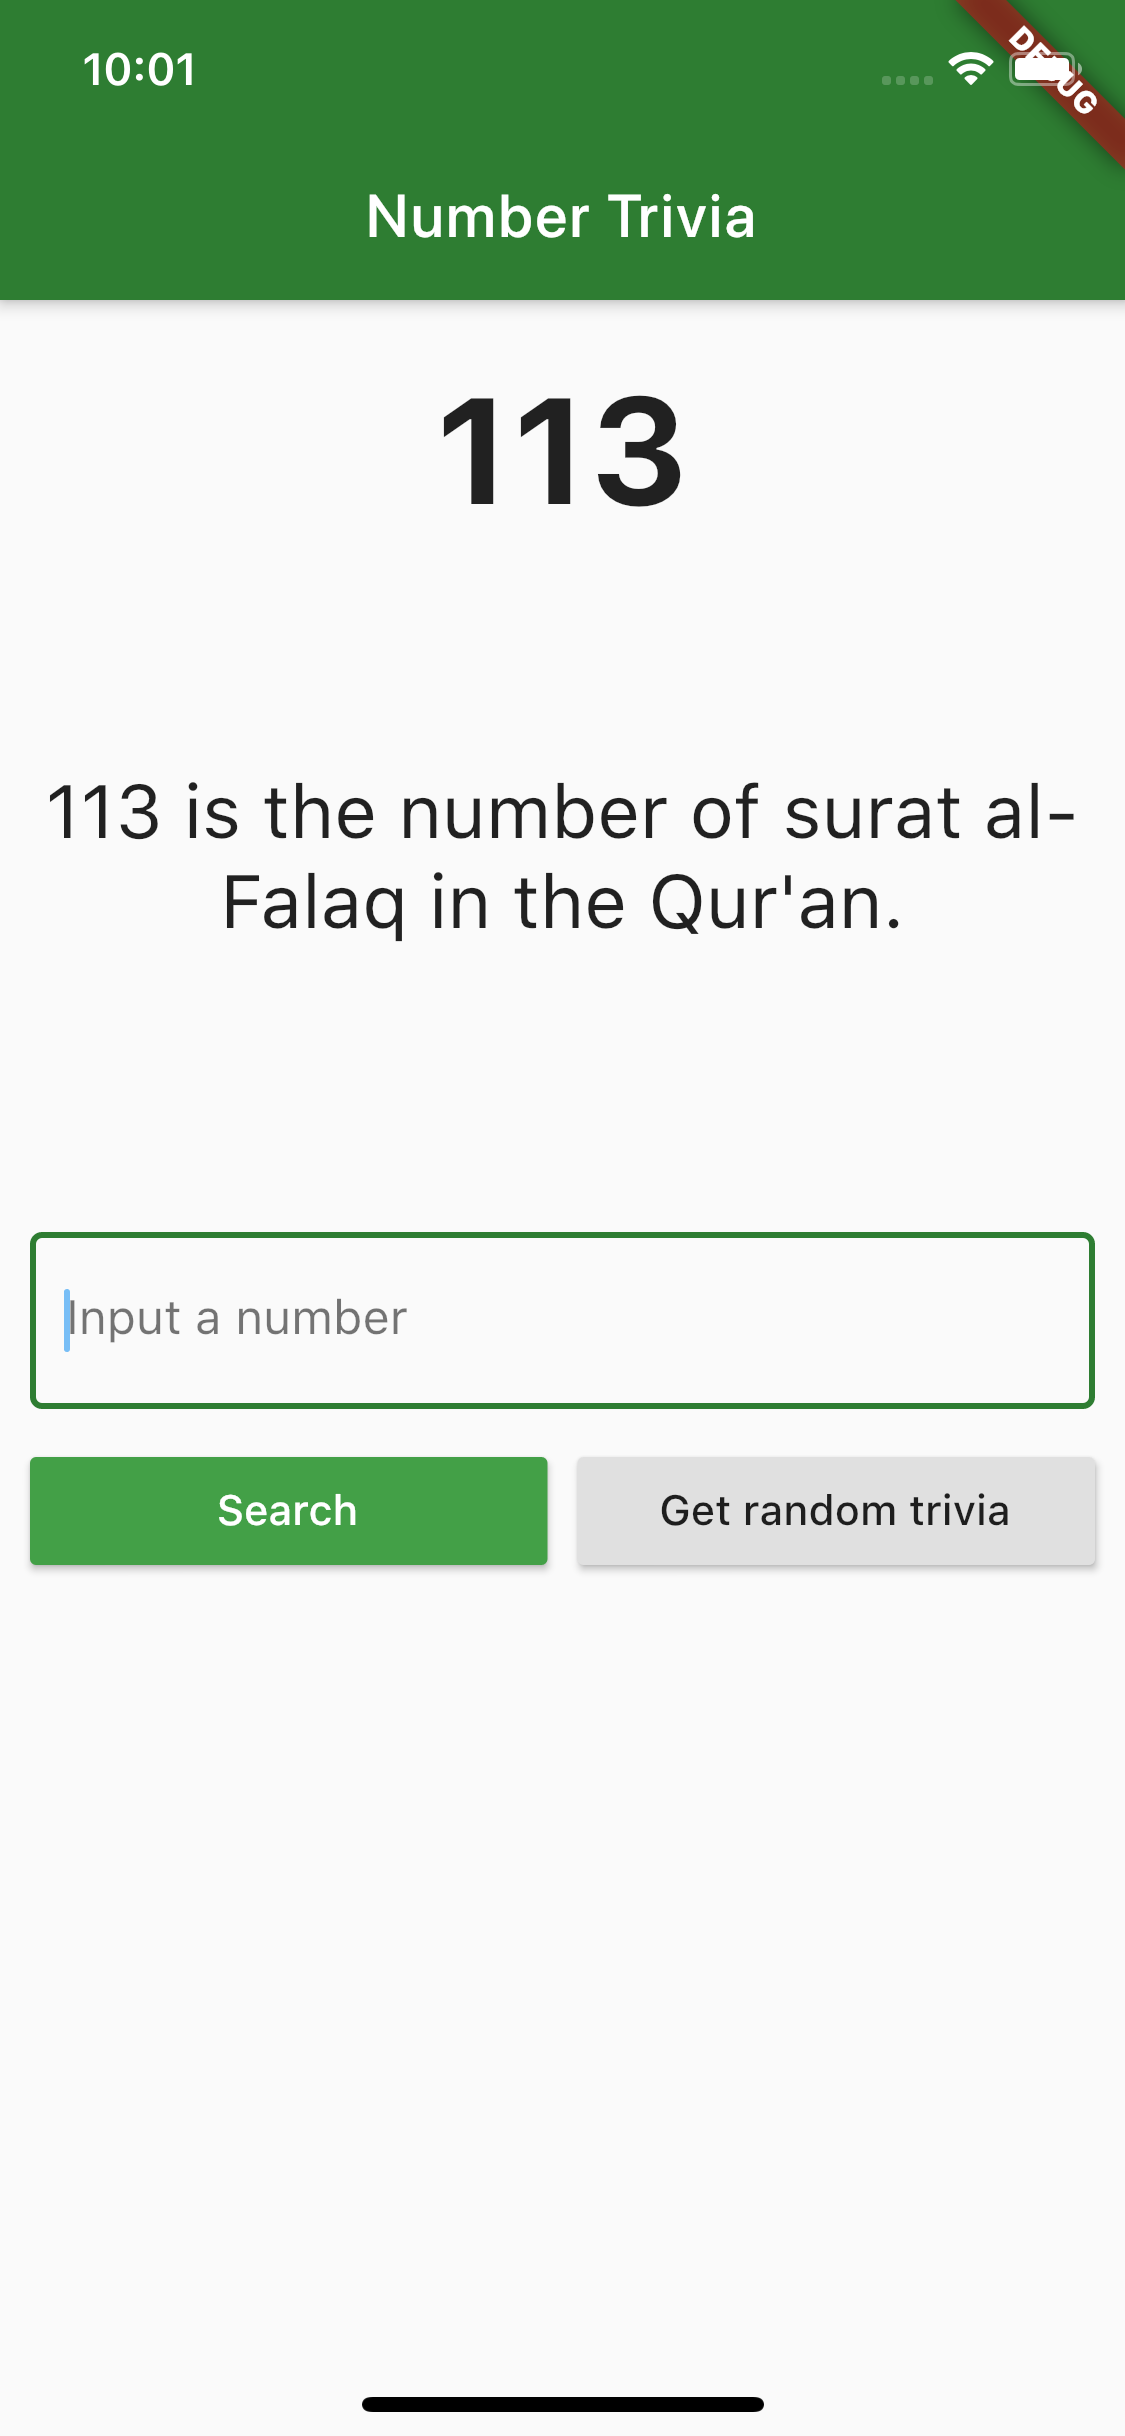 10:01
DEBUG
Number Trivia
113
113 is the number of surat al-
Falaq in the Qur'an.
Input a number
Search
Get random trivia